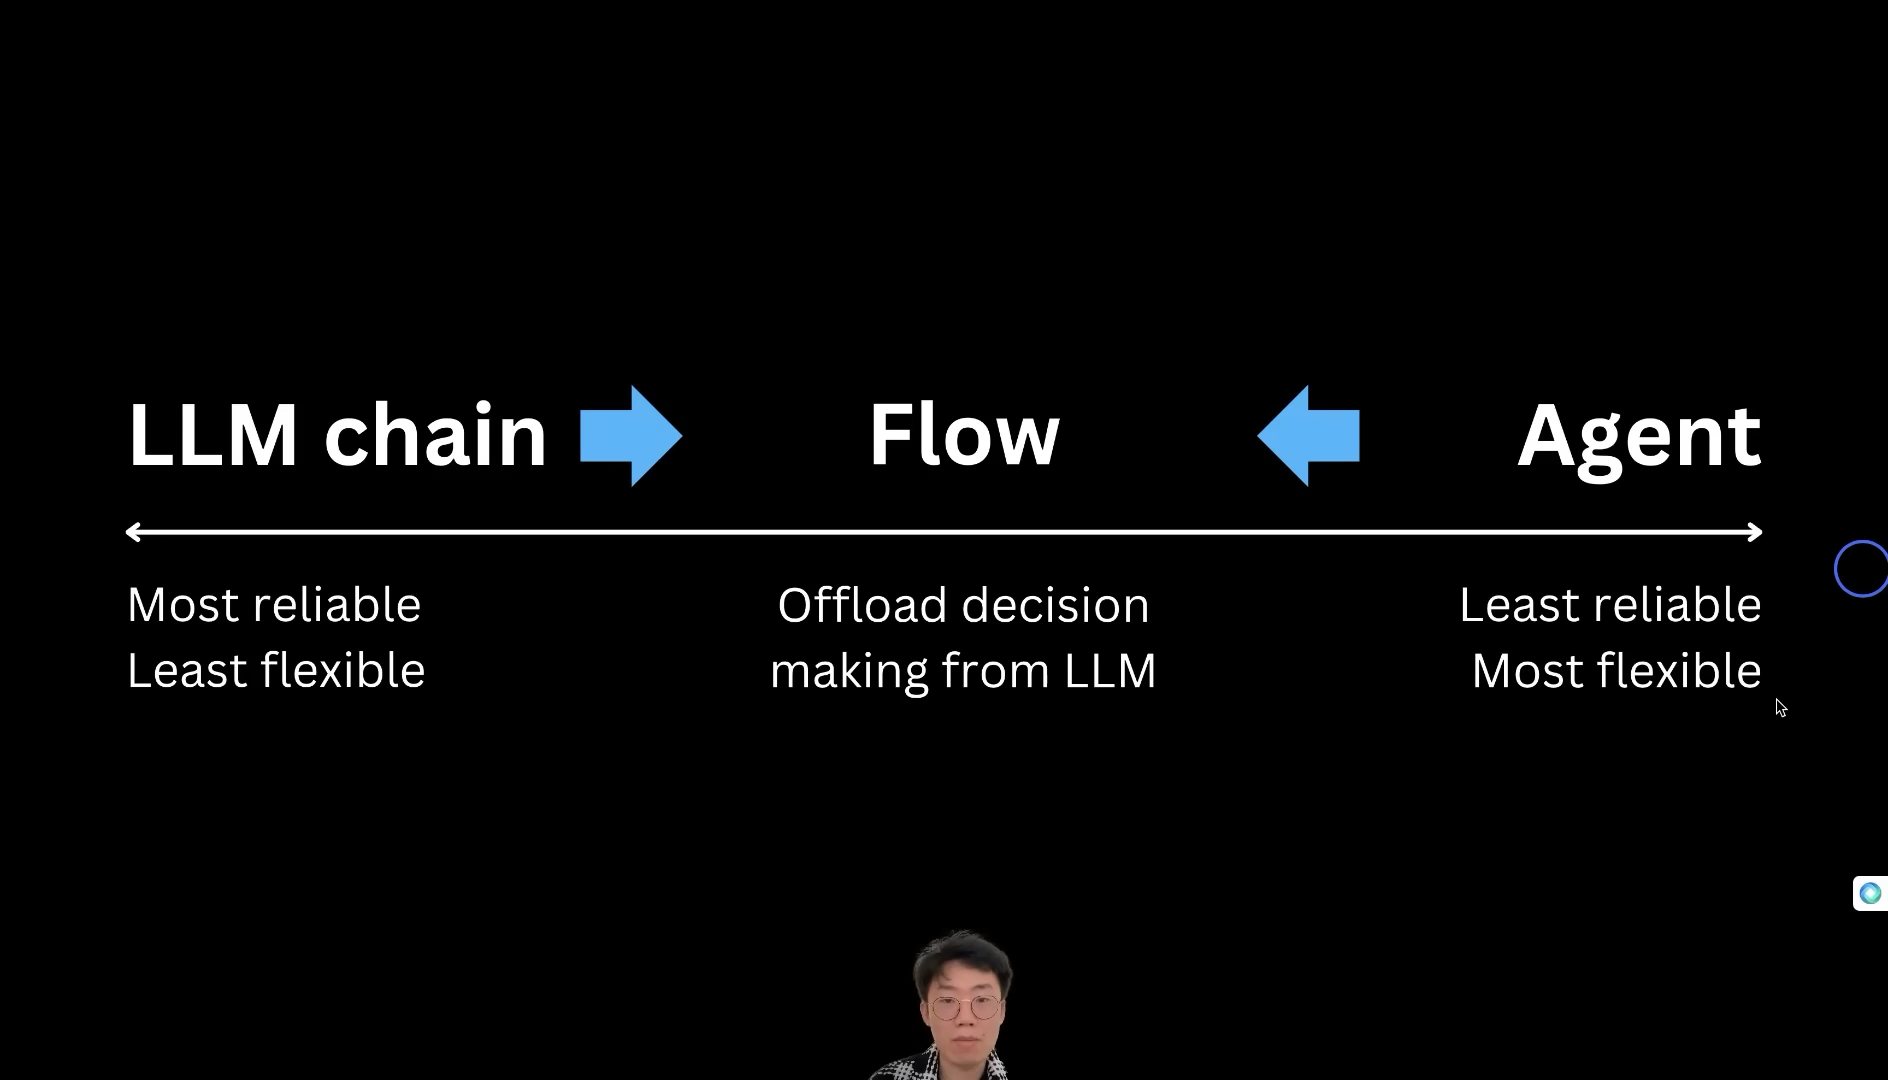 LLM chain
Flow
Agent
Most reliable
Least flexible
Offload decision
making from LLM
Least reliable
Most flexible